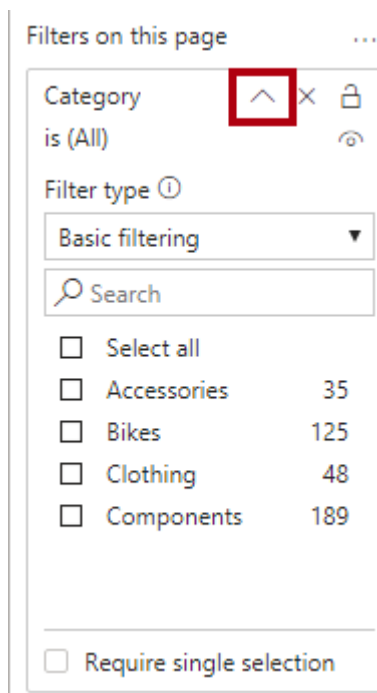 Filters on this page ...
Category
is (All)
Filter type
Basic filtering
Search
Select all
Accessories 35
Bikes 125
Clothing 48
Components 189
Require single selection